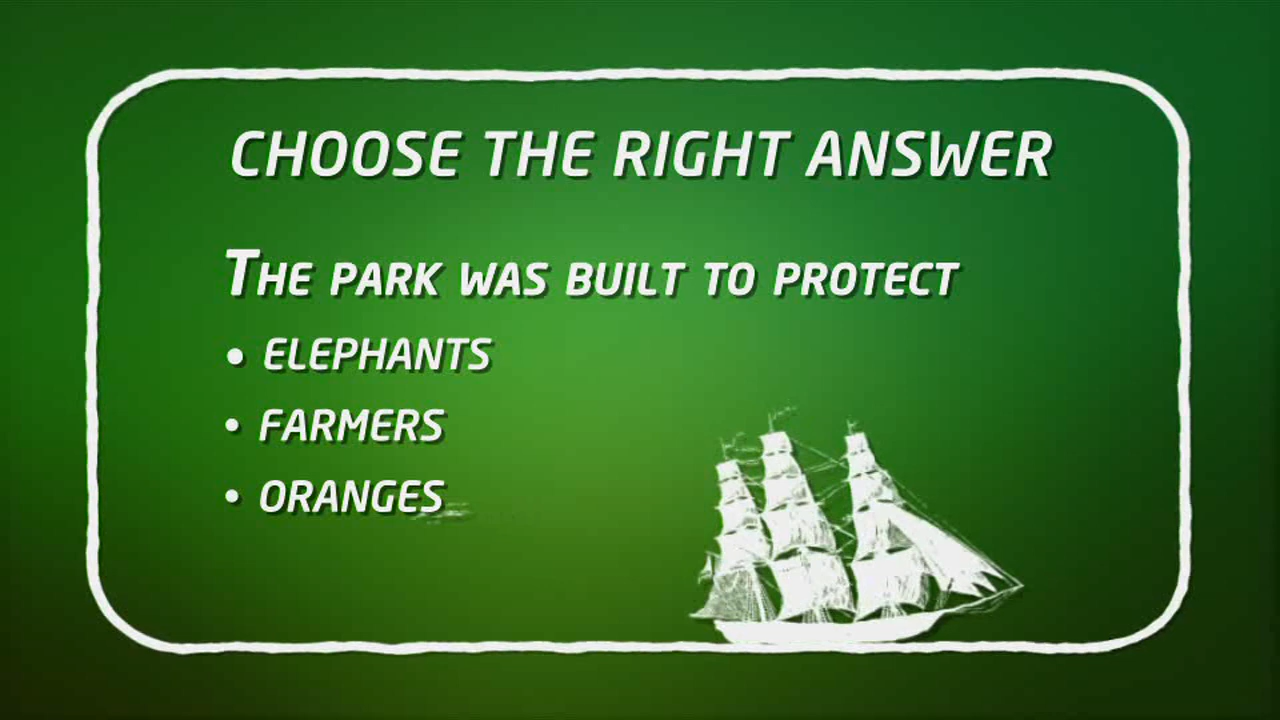 CHOOSE THE RIGHT ANSWER
THE PARK WAS BUILT TO PROTECT
• ELEPHANTS
• FARMERS
• ORANGES